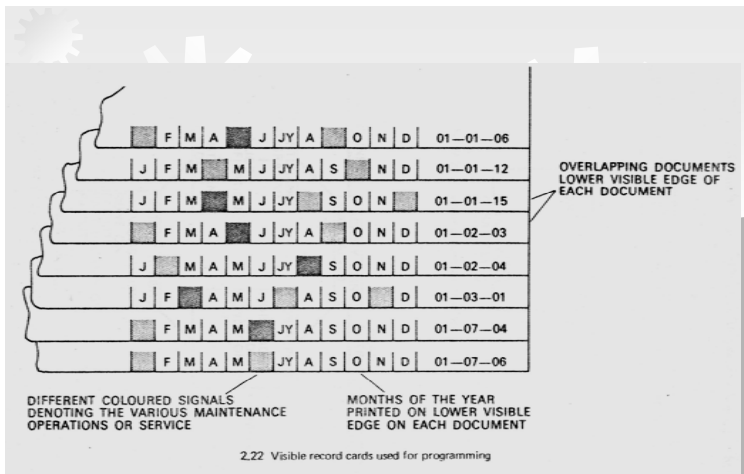 F M A J JY A O N D 01—01—06
J F M M J JY A S N D 01—01—12
J F M M J JY S O N 01—01—15
F M A J JY A O N D 01—02—03
J M A M J JY S O N D 01—02—04
J F A M J A S O D 01—03—01
F M A M JY A S O N D 01—07—04
F M A M JY A S O N D 01—07—06
OVERLAPPING DOCUMENTS
LOWER VISIBLE EDGE OF
EACH DOCUMENT
DIFFERENT COLOURED SIGNALS
DENOTING THE VARIOUS MAINTENANCE
OPERATIONS OR SERVICE
MONTHS OF THE YEAR
PRINTED ON LOWER VISIBLE
EDGE ON EACH DOCUMENT
2.22 Visible record cards used for programming